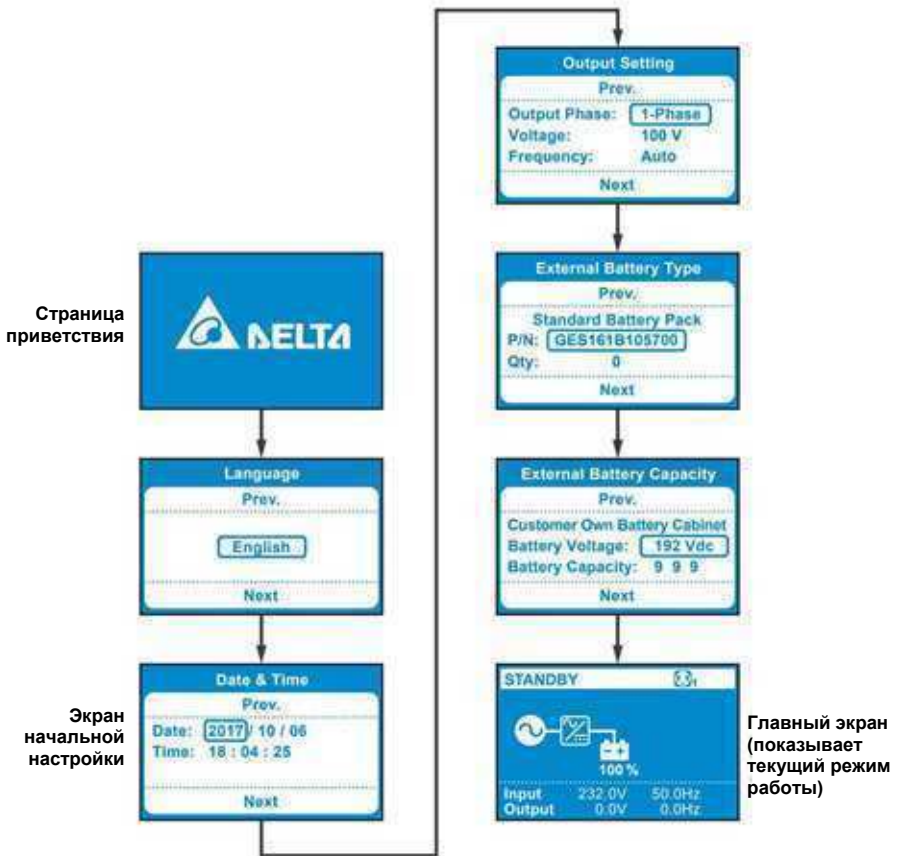 Страница
приветствия
DELTA
Language
Prev.
English
Next
Экран
начальной
настройки
Date & Time
Prev.
Date: 2017 / 10 / 06
Time: 18 : 04 : 25
Next
Output Setting
Prev.
Output Phase: 1-Phase
Voltage: 100 V
Frequency: Auto
Next
External Battery Type
Prev.
Standard Battery Pack
P/N: GES161B105700
Qty: 0
Next
External Battery Capacity
Prev.
Customer Own Battery Cabinet
Battery Voltage: 192 Vdc
Battery Capacity: 9 9 9
Next
STANDBY
100 %
Input 232.0V 50.0Hz
Output 0.0V 0.0Hz
Главный экран
(показывает
текущий режим
работы)